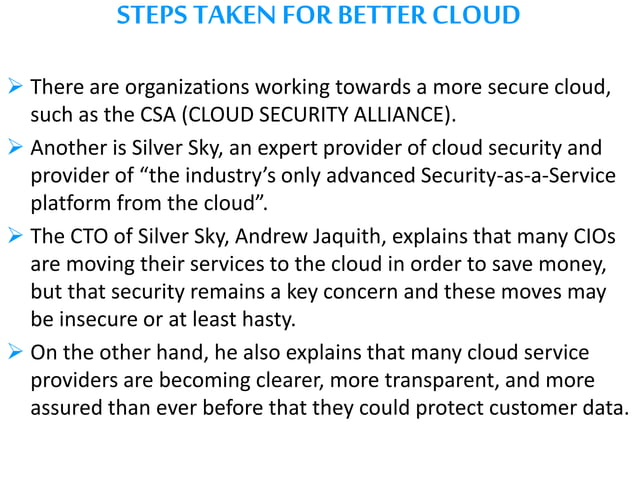 STEPS TAKEN FOR BETTER CLOUD
➢ There are organizations working towards a more secure cloud,
such as the CSA (CLOUD SECURITY ALLIANCE).
➢ Another is Silver Sky, an expert provider of cloud security and
provider of “the industry’s only advanced Security-as-a-Service
platform from the cloud”.
➢ The CTO of Silver Sky, Andrew Jaquith, explains that many CIOs
are moving their services to the cloud in order to save money,
but that security remains a key concern and these moves may
be insecure or at least hasty.
➢ On the other hand, he also explains that many cloud service
providers are becoming clearer, more transparent, and more
assured than ever before that they could protect customer data.